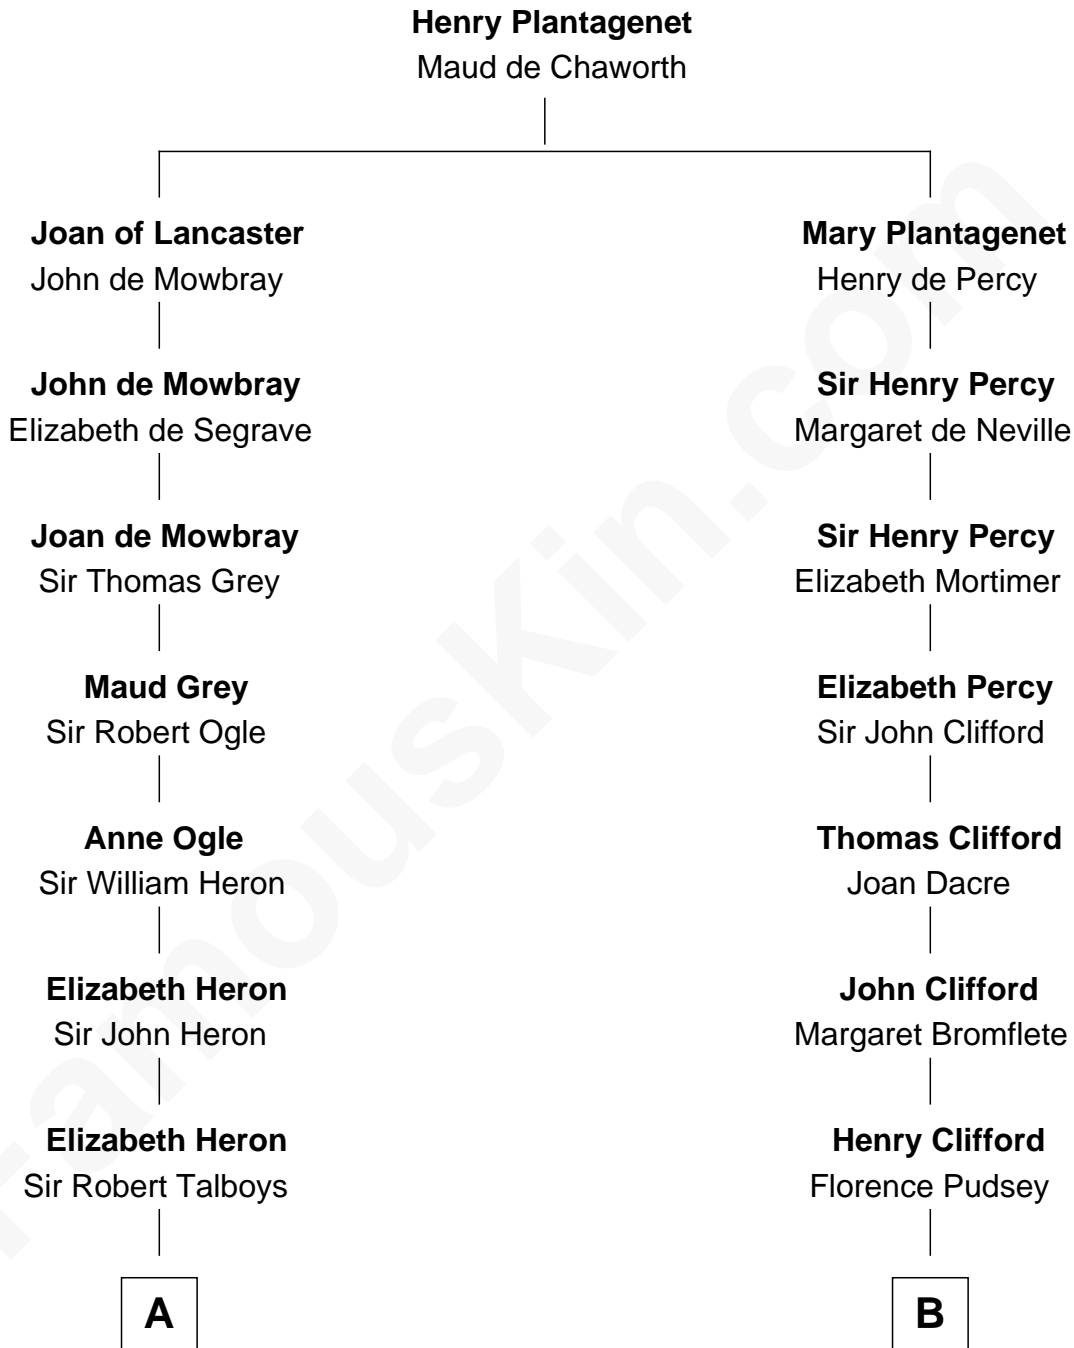 Henry Plantagenet
Maud de Chaworth
Joan of Lancaster
John de Mowbray
Mary Plantagenet
Henry de Percy
John de Mowbray
Elizabeth de Segrave
Sir Henry Percy
Margaret de Neville
Joan de Mowbray
Sir Thomas Grey
Sir Henry Percy
Elizabeth Mortimer
Maud Grey
Sir Robert Ogle
Elizabeth Percy
Sir John Clifford
Anne Ogle
Sir William Heron
Thomas Clifford
Joan Dacre
Elizabeth Heron
Sir John Heron
John Clifford
Margaret Bromflete
Elizabeth Heron
Sir Robert Talboys
Henry Clifford
Florence Pudsey
A
B
FamousKin.com